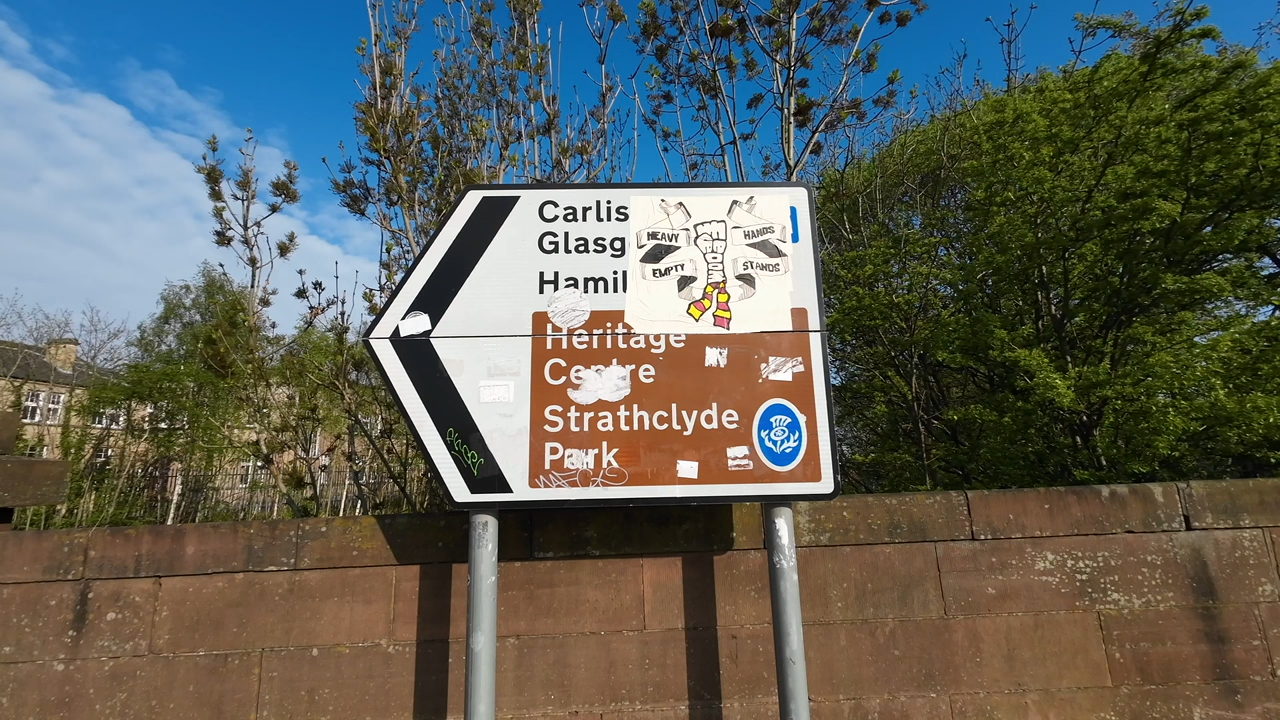 Carlis
Glasg
Hamil
HEAVY
HANDS
EMPTY
STANDS
Heritage
Centre
Strathclyde
Park